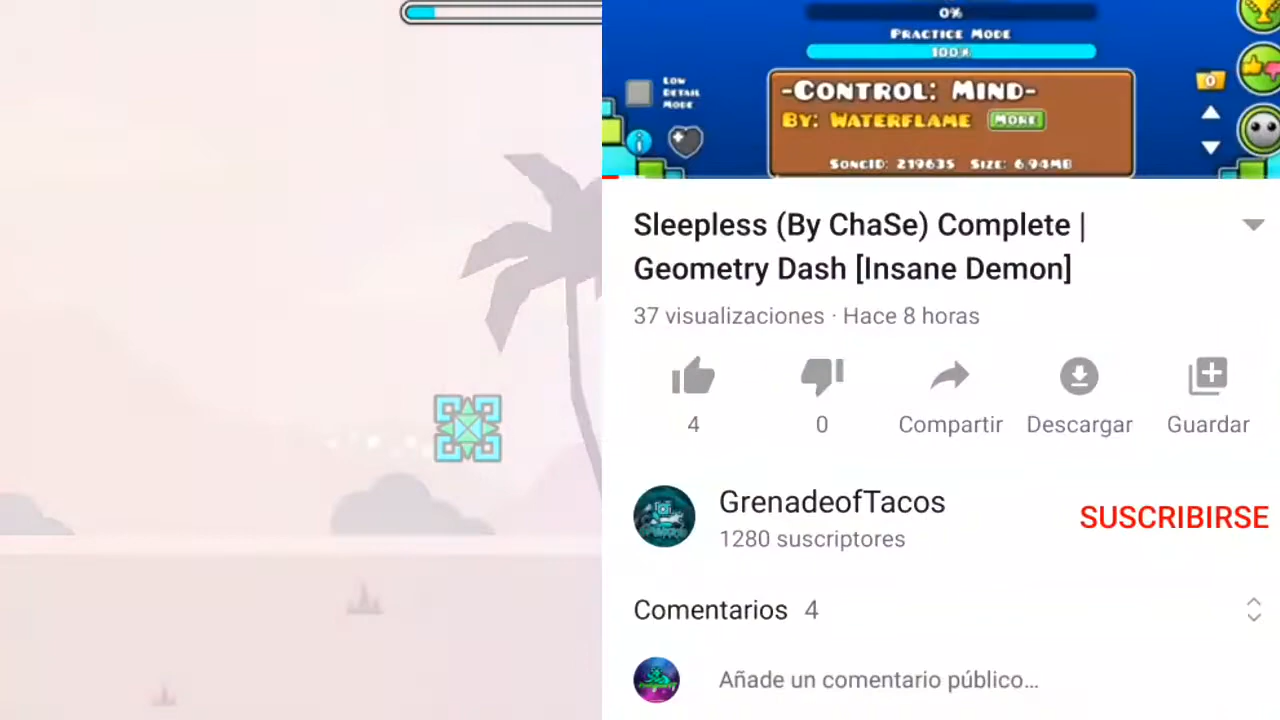 0%
PRACTICE MODE
100%
LOW
DETAIL
MODE
-CONTROL: MIND-
BY: WATERFLAME MORE
SONGID: 219635 SIZE: 6.94MB
0
Sleepless (By ChaSe) Complete |
Geometry Dash [Insane Demon]
37 visualizaciones · Hace 8 horas
4
0
Compartir
Descargar
Guardar
GrenadeofTacos
1280 suscriptores
SUSCRIBIRSE
Comentarios 4
Añade un comentario público...